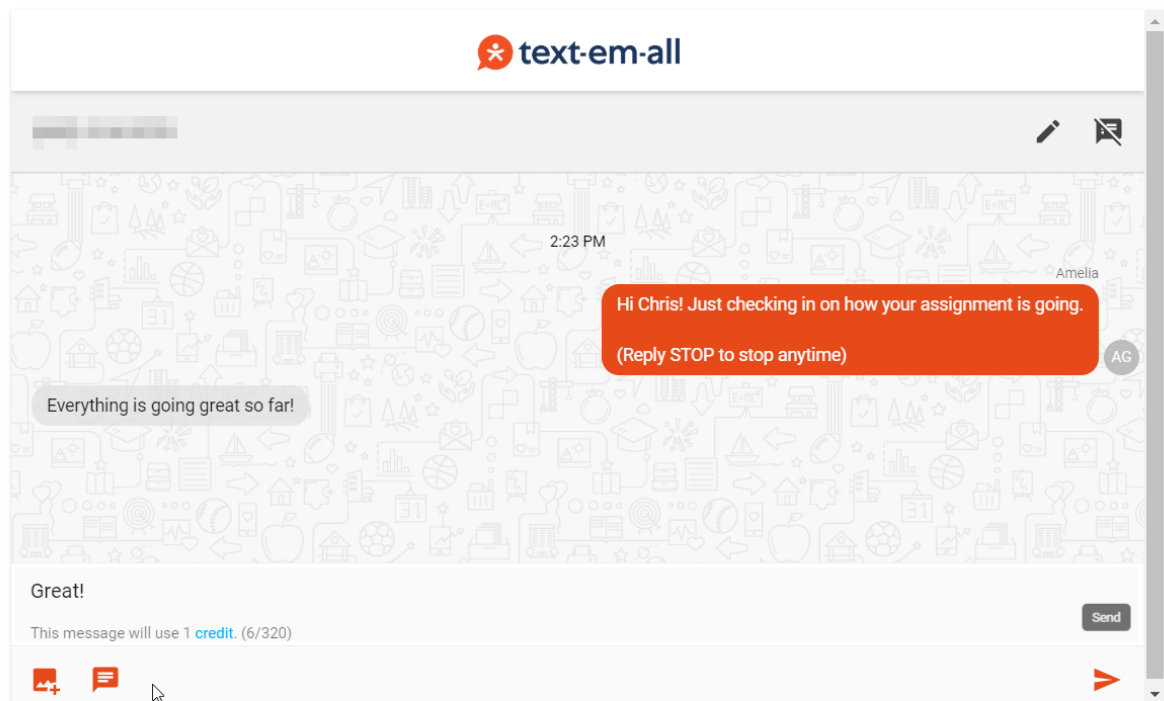 text-em-all
2:23 PM
Amelia
Hi Chris! Just checking in on how your assignment is going.
(Reply STOP to stop anytime)
AG
Everything is going great so far!
Great!
Send
This message will use 1 credit. (6/320)